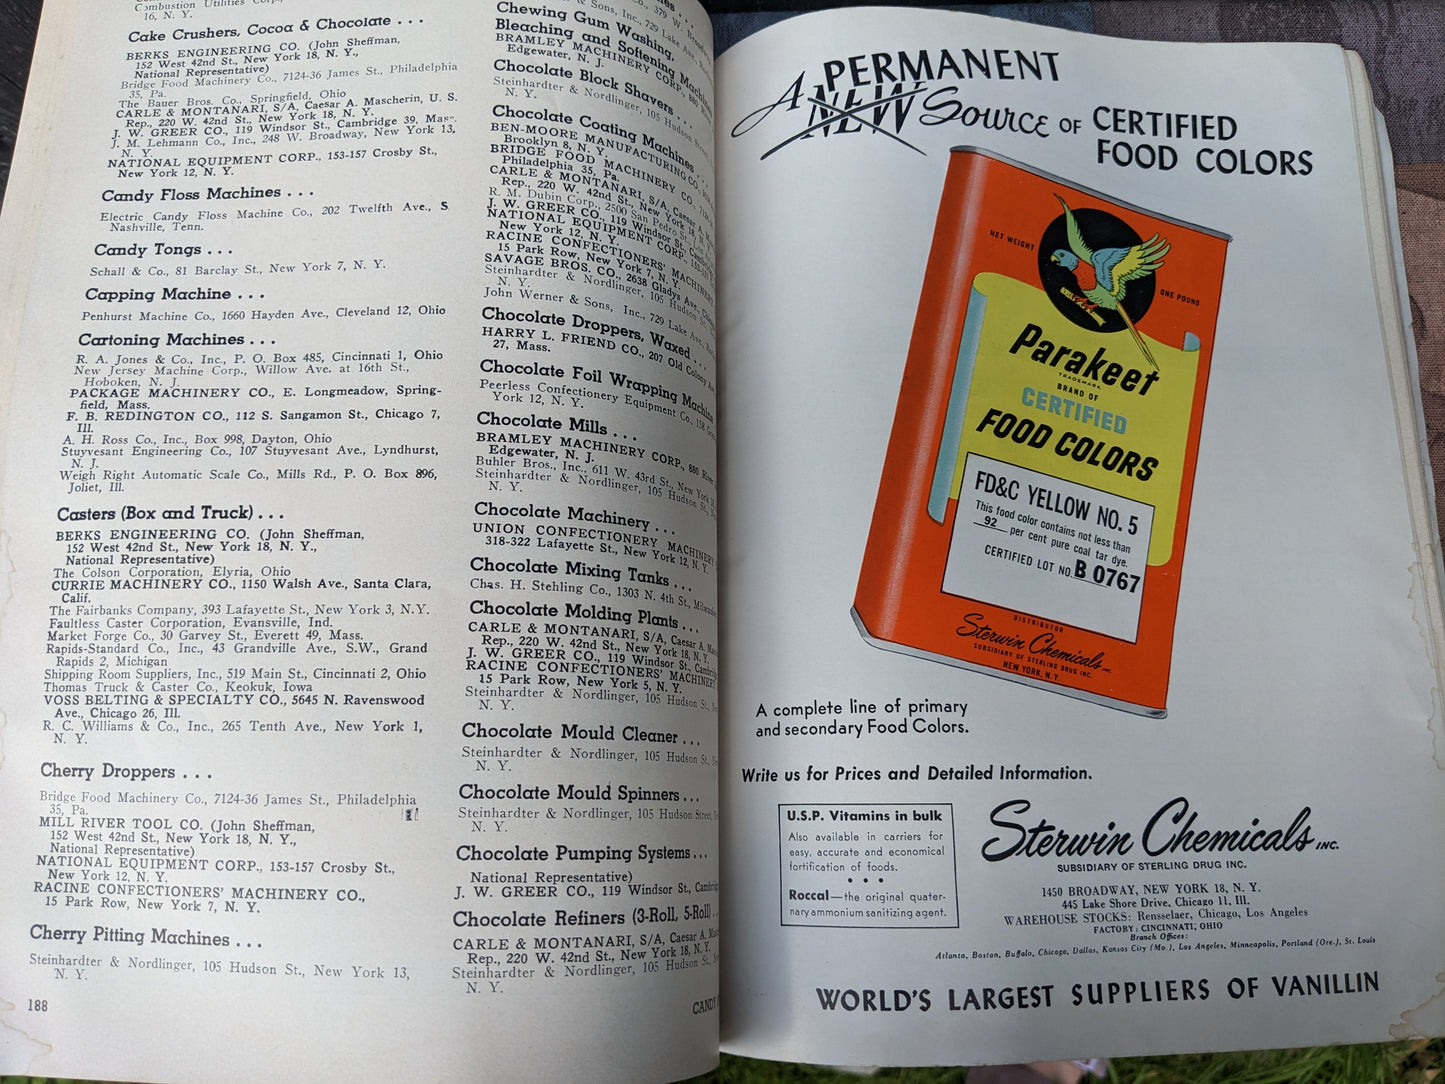 Combustion Utilities Corp.,
16, N. Y.
Cake Crushers, Cocoa & Chocolate . . .
BERKS ENGINEERING CO. (John Sheffman,
152 West 42nd St., New York 18, N. Y.,
National Representative)
Bridge Food Machinery Co., 7124-36 James St., Philadelphia
35, Pa.
The Bauer Bros. Co., Springfield, Ohio
CARLE & MONTANARI, S/A, Caesar A. Mascherin, U. S.
Rep., 220 W. 42nd St., New York 18, N. Y.
J. W. GREER CO., 119 Windsor St., Cambridge 39, Mass.
J. M. Lehmann Co., Inc., 248 W. Broadway, New York 13,
N. Y.
NATIONAL EQUIPMENT CORP., 153-157 Crosby St.,
New York 12, N. Y.
Candy Floss Machines . . .
Electric Candy Floss Machine Co., 202 Twelfth Ave., S.
Nashville, Tenn.
Candy Tongs . . .
Schall & Co., 81 Barclay St., New York 7, N. Y.
Capping Machine . . .
Penhurst Machine Co., 1660 Hayden Ave., Cleveland 12, Ohio
Cartoning Machines . . .
R. A. Jones & Co., Inc., P. O. Box 485, Cincinnati 1, Ohio
New Jersey Machine Corp., Willow Ave. at 16th St.,
Hoboken, N. J.
PACKAGE MACHINERY CO., E. Longmeadow, Spring-
field, Mass.
F. B. REDINGTON CO., 112 S. Sangamon St., Chicago 7,
Ill.
A. H. Ross Co., Inc., Box 998, Dayton, Ohio
Stuyvesant Engineering Co., 107 Stuyvesant Ave., Lyndhurst,
N. J.
Weigh Right Automatic Scale Co., Mills Rd., P. O. Box 896,
Joliet, Ill.
Casters (Box and Truck) . . .
BERKS ENGINEERING CO. (John Sheffman,
152 West 42nd St., New York 18, N. Y.,
National Representative)
The Colson Corporation, Elyria, Ohio
CURRIE MACHINERY CO., 1150 Walsh Ave., Santa Clara,
Calif.
The Fairbanks Company, 393 Lafayette St., New York 3, N.Y.
Faultless Caster Corporation, Evansville, Ind.
Market Forge Co., 30 Garvey St., Everett 49, Mass.
Rapids-Standard Co., Inc., 43 Grandville Ave., S.W., Grand
Rapids 2, Michigan
Shipping Room Suppliers, Inc., 519 Main St., Cincinnati 2, Ohio
Thomas Truck & Caster Co., Keokuk, Iowa
VOSS BELTING & SPECIALTY CO., 5645 N. Ravenswood
Ave., Chicago 26, Ill.
R. C. Williams & Co., Inc., 265 Tenth Ave., New York 1,
N. Y.
Cherry Droppers . . .
Bridge Food Machinery Co., 7124-36 James St., Philadelphia
35, Pa.
MILL RIVER TOOL CO. (John Sheffman,
152 West 42nd St., New York 18, N. Y.,
National Representative)
NATIONAL EQUIPMENT CORP., 153-157 Crosby St.,
New York 12, N. Y.
RACINE CONFECTIONERS' MACHINERY CO.,
15 Park Row, New York 7, N. Y.
Cherry Pitting Machines . . .
Steinhardter & Nordlinger, 105 Hudson St., New York 13,
N. Y.
188
& Sons, Inc., 729 Lake Ave.,
Chewing Gum Washing,
Bleaching and Softening Machines
BRAMLEY MACHINERY CORP., 880
Edgewater, N. J.
Chocolate Block Shavers . . .
Steinhardter & Nordlinger, 105 Hudson
N. Y.
Chocolate Coating Machines . . .
BEN-MOORE MANUFACTURING CO.
Brooklyn 8, N. Y.
BRIDGE FOOD MACHINERY CO.
Philadelphia 35, Pa.
CARLE & MONTANARI, S/A, Caesar
Rep., 220 W. 42nd St., New York 18, N. Y.
R. M. Dubin Corp., 2500 San Pedro
J. W. GREER CO., 119 Windsor St.,
NATIONAL EQUIPMENT CORP., 153-157
New York 12, N. Y.
RACINE CONFECTIONERS' MACHINERY
15 Park Row, New York 7, N. Y.
SAVAGE BROS. CO., 2638 Gladys Ave.,
Steinhardter & Nordlinger, 105 Hudson
N. Y.
John Werner & Sons, Inc., 729 Lake Ave.,
Chocolate Droppers, Waxed . . .
HARRY L. FRIEND CO., 207 Old Colony
27, Mass.
Chocolate Foil Wrapping Machine
Peerless Confectionery Equipment Co., 158
York 12, N. Y.
Chocolate Mills . . .
BRAMLEY MACHINERY CORP., 880 River
Edgewater, N. J.
Buhler Bros., Inc., 611 W. 43rd St., New York
Steinhardter & Nordlinger, 105 Hudson St.,
N. Y.
Chocolate Machinery . . .
UNION CONFECTIONERY MACHINERY
318-322 Lafayette St., New York 12, N. Y.
Chocolate Mixing Tanks . . .
Chas. H. Stehling Co., 1303 N. 4th St., Milwaukee
Chocolate Molding Plants . . .
CARLE & MONTANARI, S/A, Caesar A.
Rep., 220 W. 42nd St., New York 18, N. Y.
J. W. GREER CO., 119 Windsor St., Cambridge
RACINE CONFECTIONERS' MACHINERY
15 Park Row, New York 5, N. Y.
Steinhardter & Nordlinger, 105 Hudson St.,
N. Y.
Chocolate Mould Cleaner . . .
Steinhardter & Nordlinger, 105 Hudson St.,
N. Y.
Chocolate Mould Spinners . . .
Steinhardter & Nordlinger, 105 Hudson Street,
N. Y.
Chocolate Pumping Systems . . .
National Representative)
J. W. GREER CO., 119 Windsor St.,
Chocolate Refiners (3-Roll, 5-Roll) . . .
CARLE & MONTANARI, S/A, Caesar A.
Rep., 220 W. 42nd St., New York 18, N. Y.
Steinhardter & Nordlinger, 105 Hudson St.,
N. Y.
CANDY
A PERMANENT
NEW Source OF CERTIFIED
FOOD COLORS
NET WEIGHT
ONE POUND
Parakeet
TRADEMARK
BRAND OF
CERTIFIED
FOOD COLORS
FD&C YELLOW NO. 5
This food color contains not less than
92 per cent pure coal tar dye.
CERTIFIED LOT NO. B 0767
DISTRIBUTOR
Sterwin Chemicals INC.
SUBSIDIARY OF STERLING DRUG INC.
NEW YORK, N.Y.
A complete line of primary
and secondary Food Colors.
Write us for Prices and Detailed Information.
U.S.P. Vitamins in bulk
Also available in carriers for
easy, accurate and economical
fortification of foods.
• • •
Roccal—the original quater-
nary ammonium sanitizing agent.
Sterwin Chemicals INC.
SUBSIDIARY OF STERLING DRUG INC.
1450 BROADWAY, NEW YORK 18, N. Y.
445 Lake Shore Drive, Chicago 11, Ill.
WAREHOUSE STOCKS: Rensselaer, Chicago, Los Angeles
FACTORY: CINCINNATI, OHIO
Branch Offices:
Atlanta, Boston, Buffalo, Chicago, Dallas, Kansas City (Mo.), Los Angeles, Minneapolis, Portland (Ore.), St. Louis
WORLD'S LARGEST SUPPLIERS OF VANILLIN